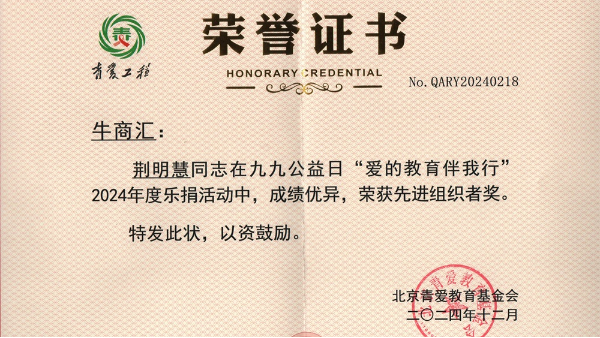 荣誉证书
青爱工程
HONORARY CREDENTIAL
No.QARY20240218
牛商汇：
荆明慧同志在九九公益日“爱的教育伴我行”
2024年度乐捐活动中，成绩优异，荣获先进组织者奖。
特发此状，以资鼓励。
北京青爱教育基金会
二〇二四年十二月